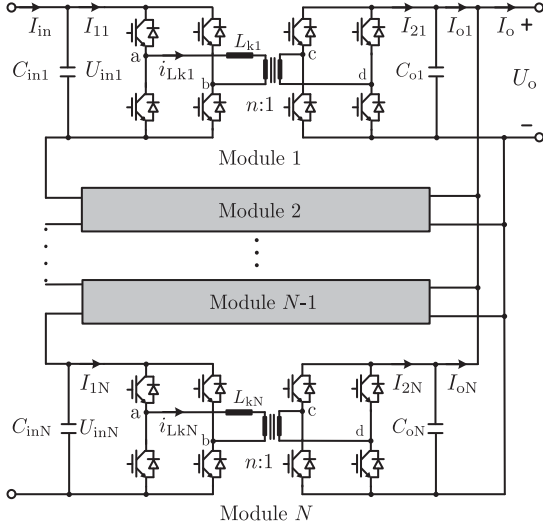 I_in I_11 I_21 I_o1 I_o +
a L_k1 c
C_in1 U_in1 i_Lk1 C_o1 U_o
b d
n:1 −
Module 1
Module 2
Module N-1
I_1N I_2N I_oN
a L_kN c
C_inN U_inN i_LkN C_oN
b d
n:1
Module N